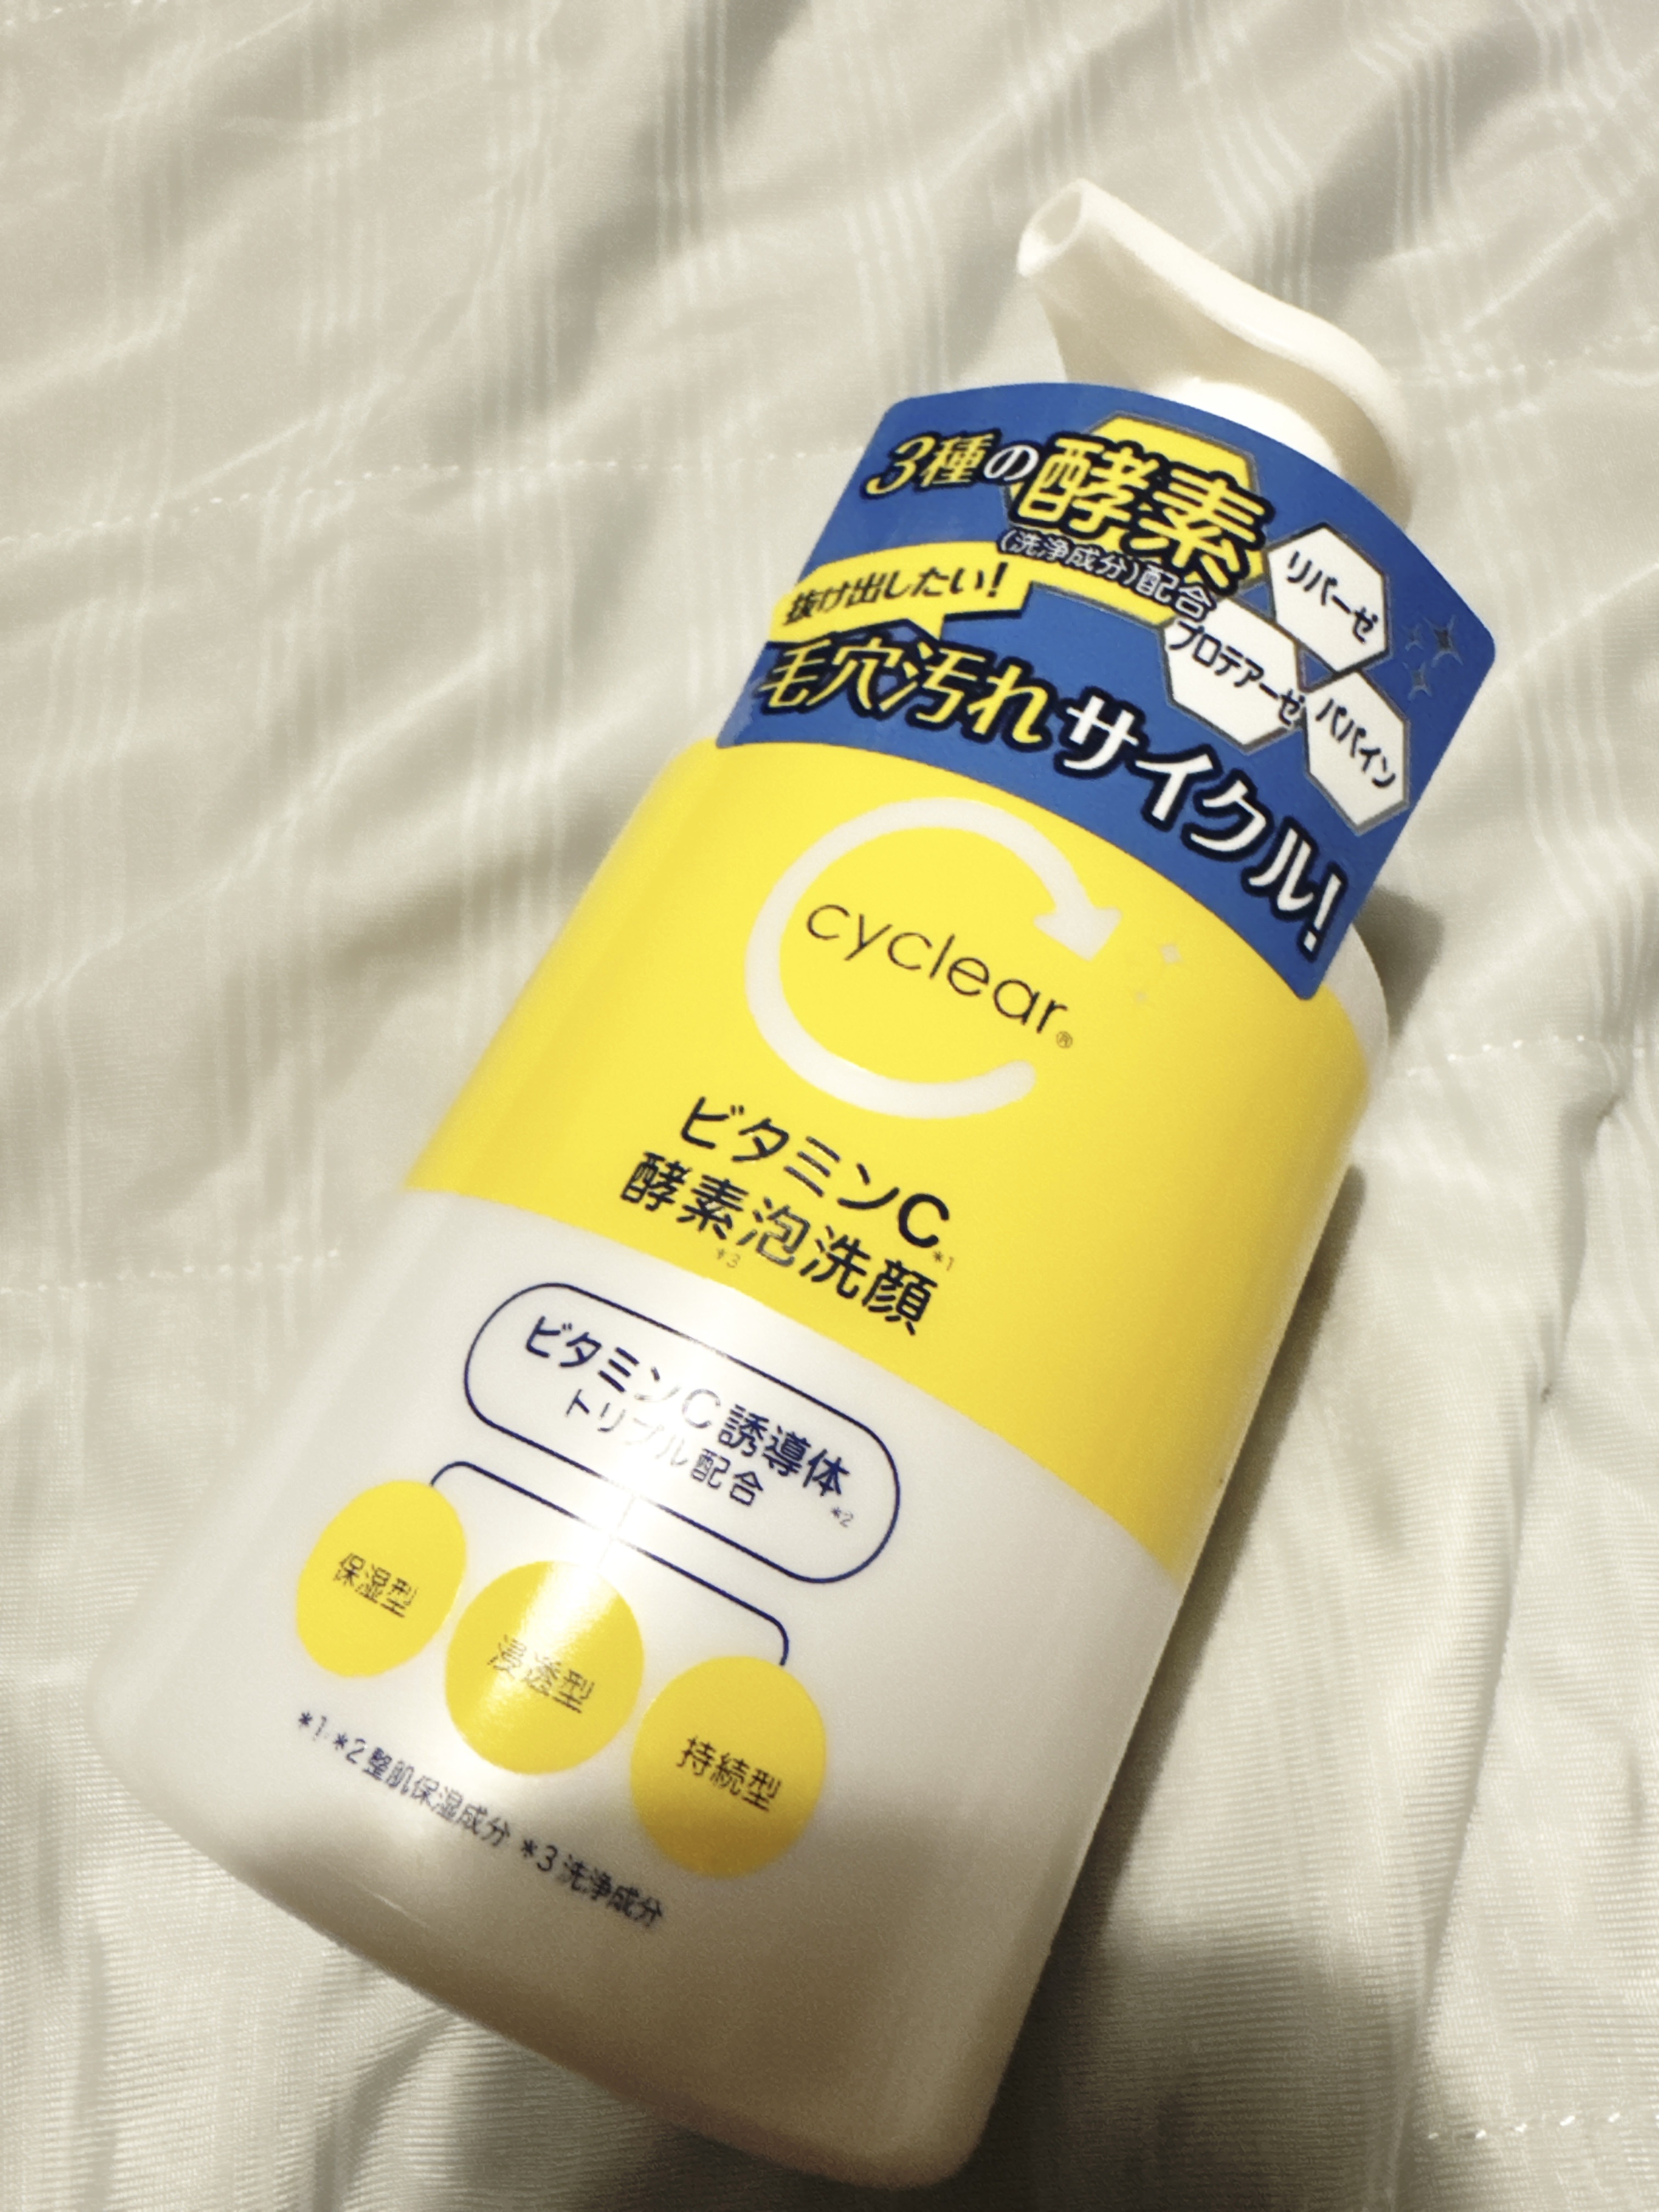 3種の酵素
(洗浄成分)配合
リパーゼ
プロテアーゼ
パパイン
抜け出したい!
毛穴汚れサイクル!
cyclear®
ビタミンC*1
酵素泡洗顔
*3
ビタミンC誘導体
トリプル配合*2
保湿型
浸透型
持続型
*1·*2 整肌保湿成分 *3 洗浄成分